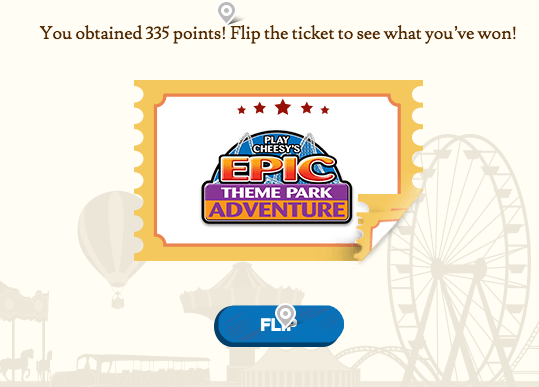 You obtained 335 points! Flip the ticket to see what you've won!
PLAY
CHEESY'S
EPIC
THEME PARK
ADVENTURE
FLIP